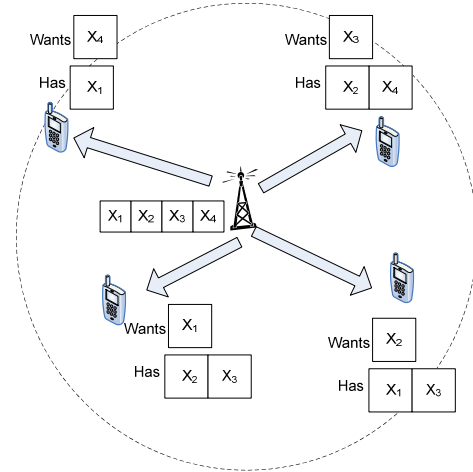 Wants X₄
Has X₁
Wants X₃
Has X₂ X₄
X₁ X₂ X₃ X₄
Wants X₁
Has X₂ X₃
Wants X₂
Has X₁ X₃